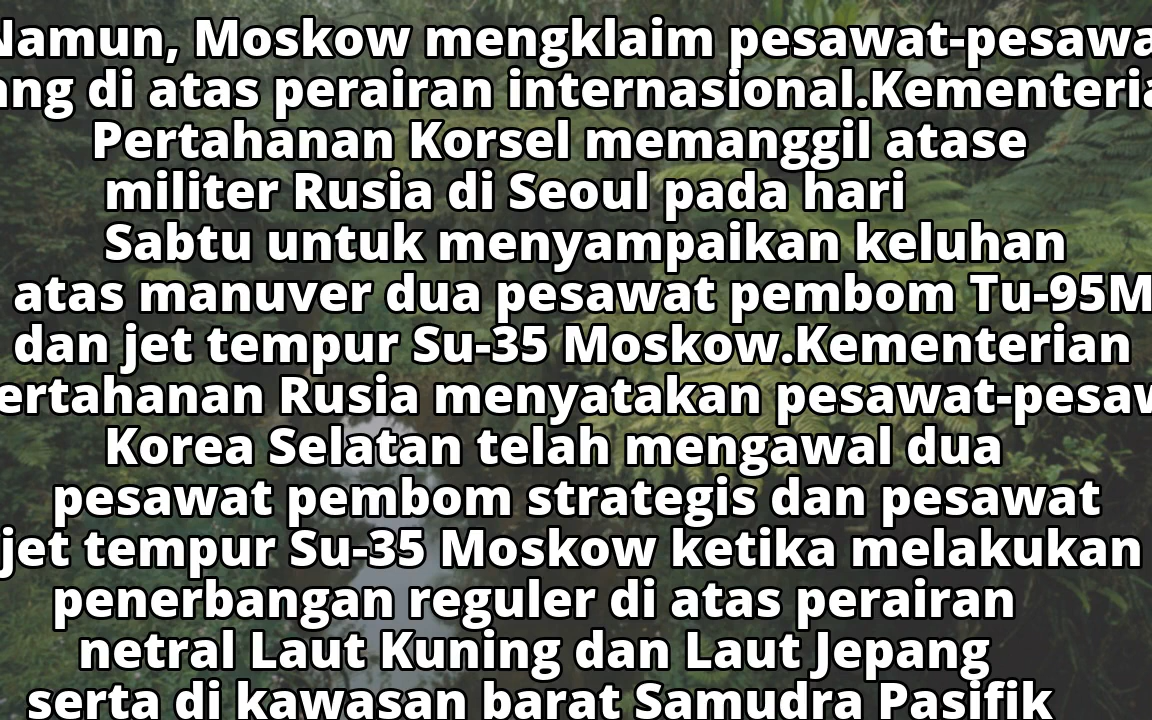 Namun, Moskow mengklaim pesawat-pesawa
ang di atas perairan internasional.Kementeria
Pertahanan Korsel memanggil atase
militer Rusia di Seoul pada hari
Sabtu untuk menyampaikan keluhan
atas manuver dua pesawat pembom Tu-95M
dan jet tempur Su-35 Moskow.Kementerian
ertahanan Rusia menyatakan pesawat-pesaw
Korea Selatan telah mengawal dua
pesawat pembom strategis dan pesawat
jet tempur Su-35 Moskow ketika melakukan
penerbangan reguler di atas perairan
netral Laut Kuning dan Laut Jepang
serta di kawasan barat Samudra Pasifik